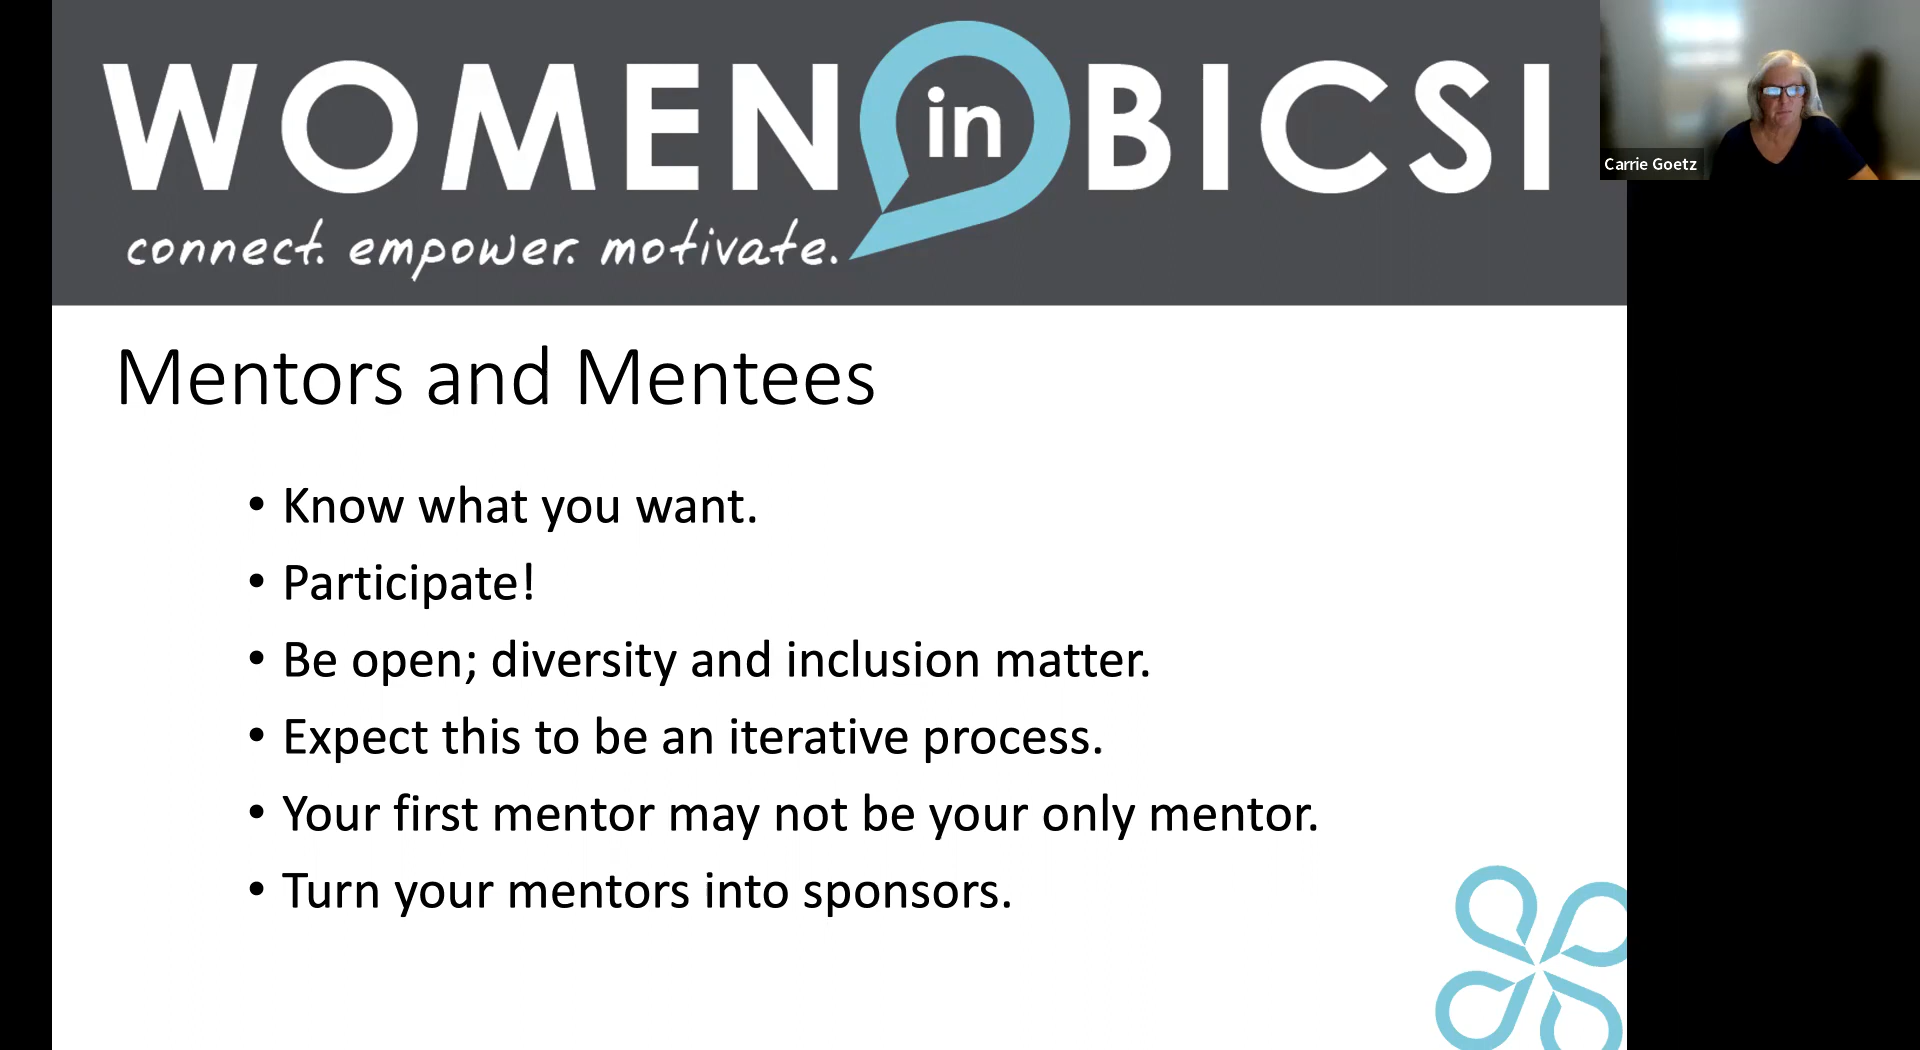 WOMEN in BICSI
connect. empower. motivate.
Carrie Goetz
Mentors and Mentees
• Know what you want.
• Participate!
• Be open; diversity and inclusion matter.
• Expect this to be an iterative process.
• Your first mentor may not be your only mentor.
• Turn your mentors into sponsors.